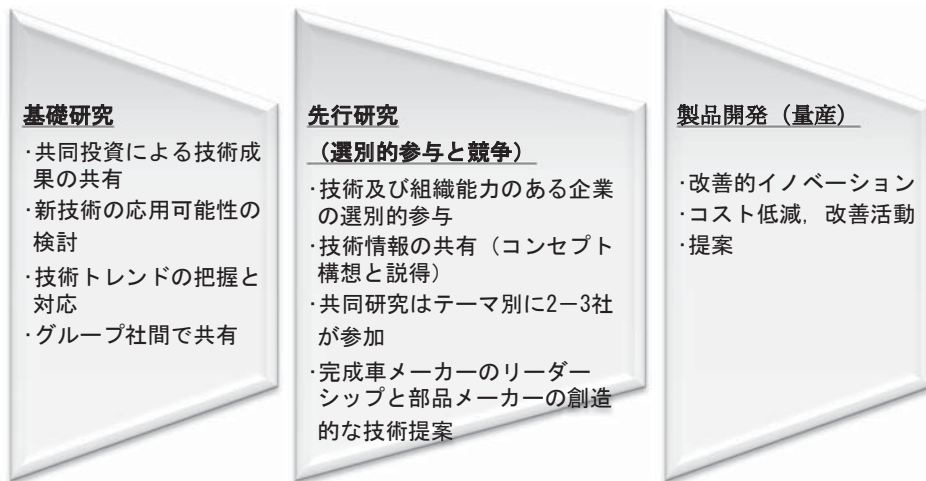 基礎研究
・共同投資による技術成
果の共有
・新技術の応用可能性の
検討
・技術トレンドの把握と
対応
・グループ社間で共有
先行研究
(選別的参与と競争)
・技術及び組織能力のある企業
の選別的参与
・技術情報の共有(コンセプト
構想と説得)
・共同研究はテーマ別に2-3社
が参加
・完成車メーカーのリーダー
シップと部品メーカーの創造
的な技術提案
製品開発(量産)
・改善的イノベーション
・コスト低減,改善活動
・提案